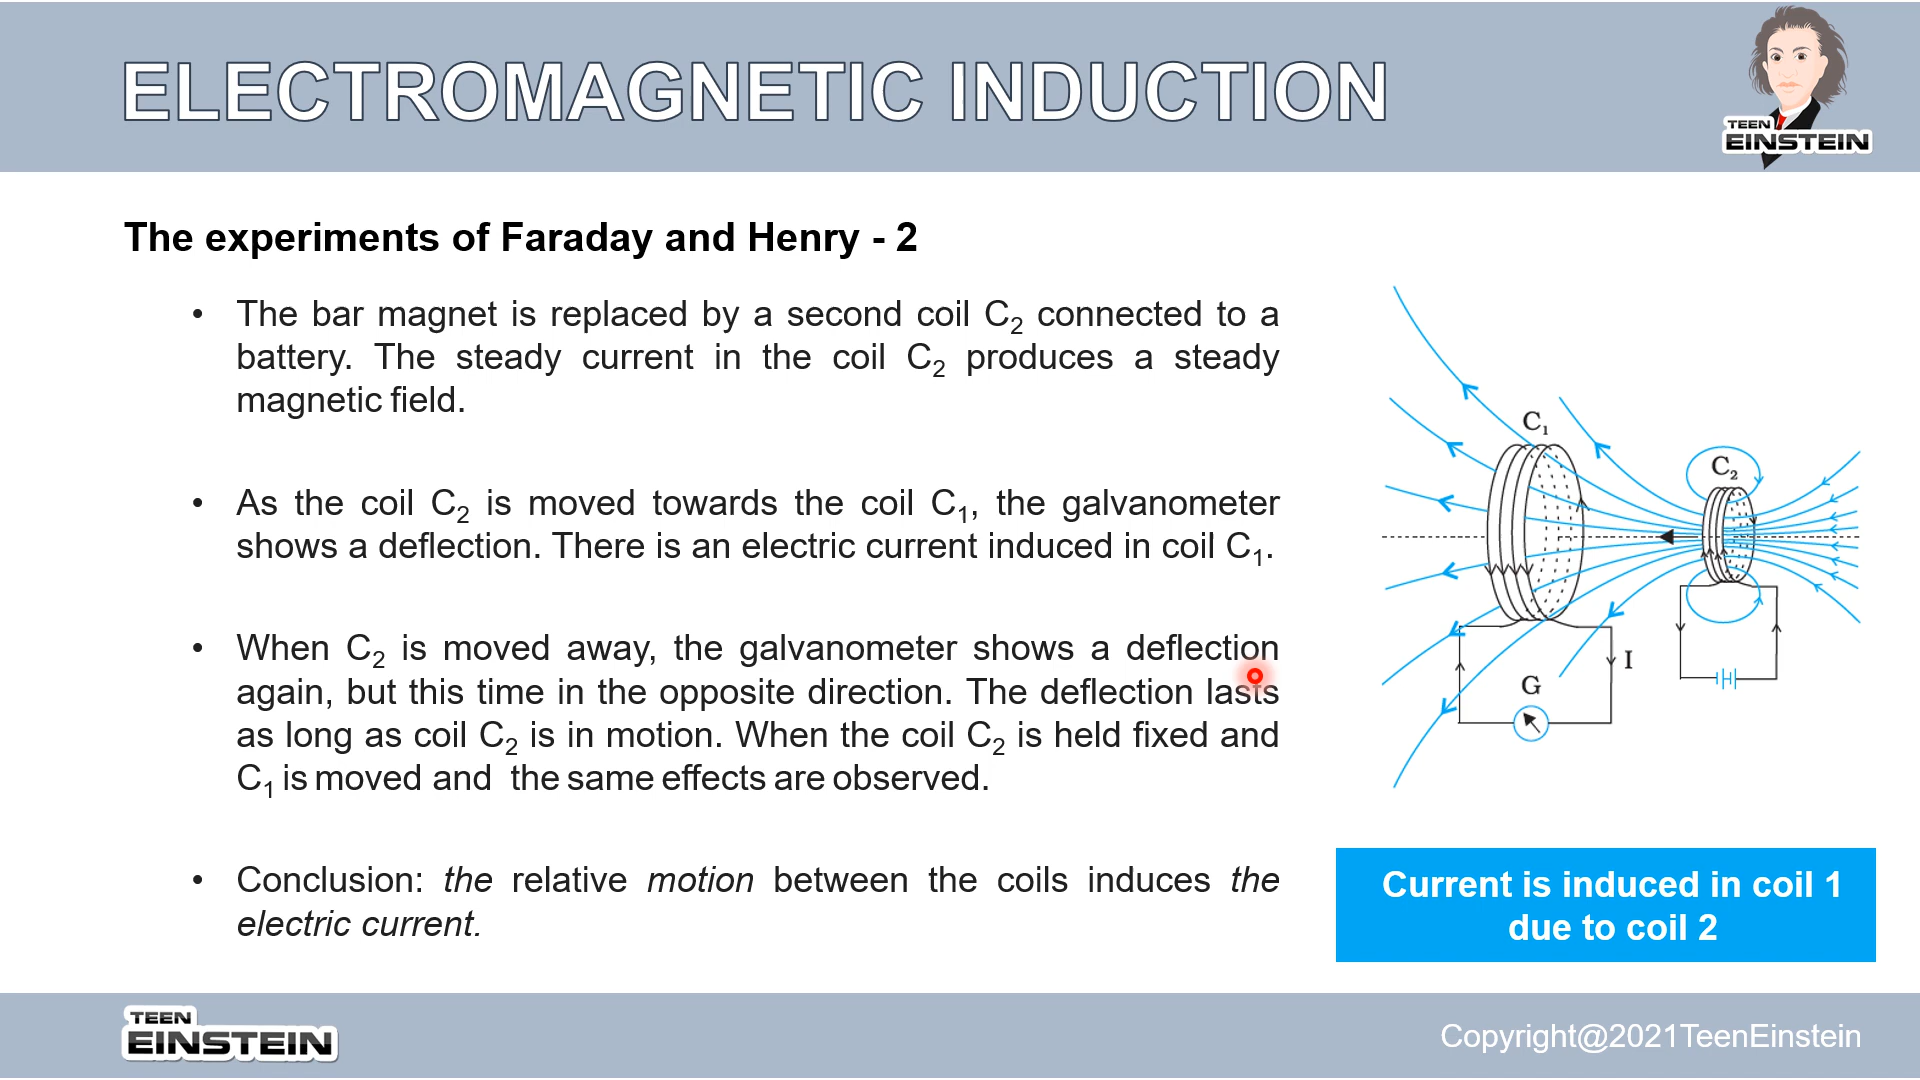 ELECTROMAGNETIC INDUCTION
TEEN
EINSTEIN
The experiments of Faraday and Henry - 2
• The bar magnet is replaced by a second coil C₂ connected to a
battery. The steady current in the coil C₂ produces a steady
magnetic field.
• As the coil C₂ is moved towards the coil C₁, the galvanometer
shows a deflection. There is an electric current induced in coil C₁.
• When C₂ is moved away, the galvanometer shows a deflection
again, but this time in the opposite direction. The deflection lasts
as long as coil C₂ is in motion. When the coil C₂ is held fixed and
C₁ is moved and the same effects are observed.
• Conclusion: the relative motion between the coils induces the
electric current.
C₁
C₂
I
G
Current is induced in coil 1
due to coil 2
TEEN
EINSTEIN
Copyright@2021TeenEinstein